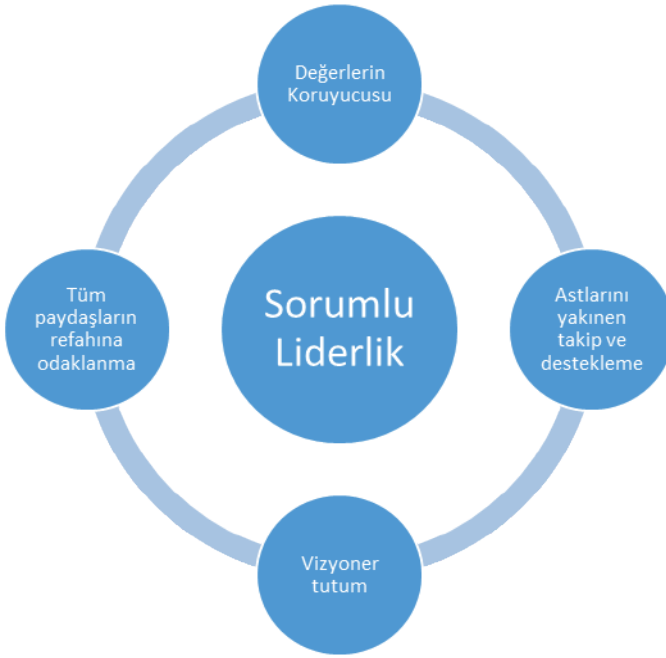 Değerlerin
Koruyucusu
Tüm
paydaşların
refahına
odaklanma
Sorumlu
Liderlik
Astlarını
yakınen
takip ve
destekleme
Vizyoner
tutum